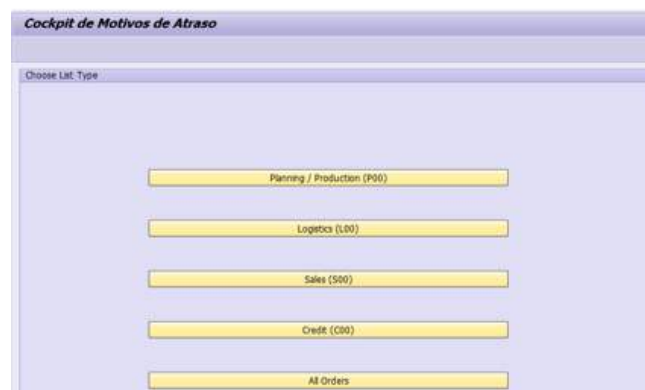 Cockpit de Motivos de Atraso
Choose List Type
Planning / Production (P00)
Logistics (L00)
Sales (S00)
Credit (C00)
All Orders